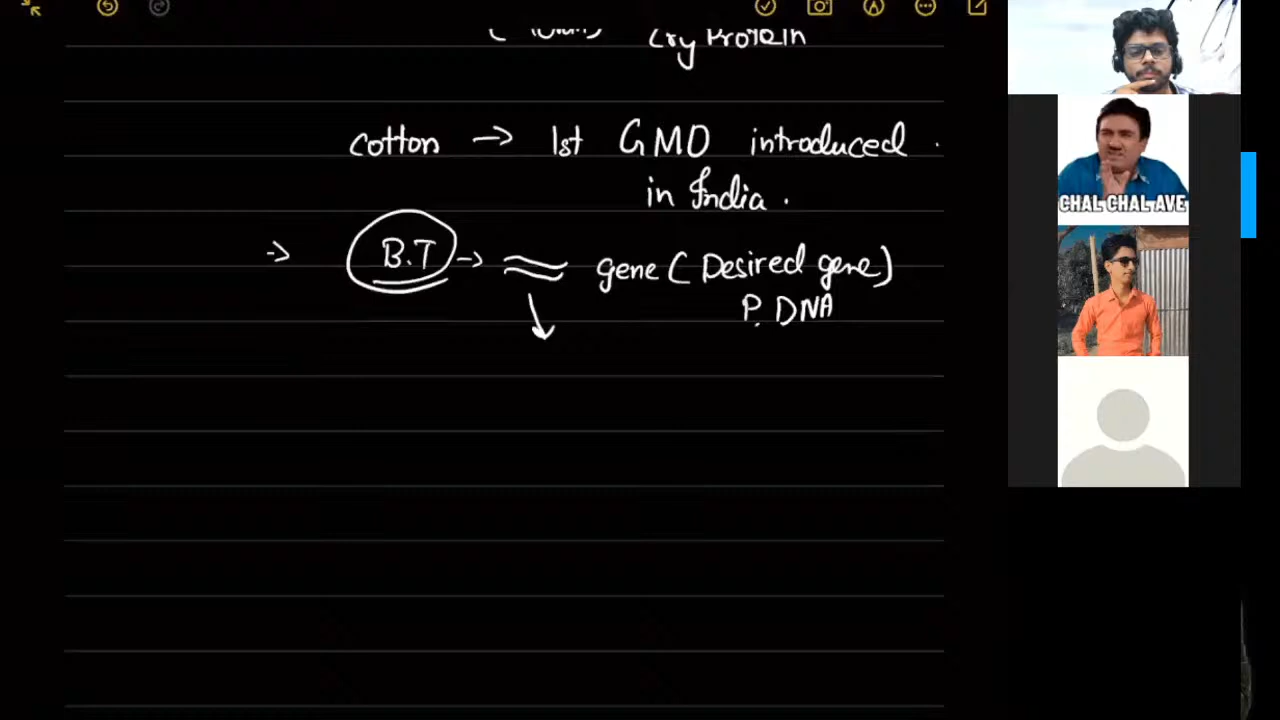 Cry Protein
cotton → 1st GMO introduced.
in India.
→ B.T → gene (Desired gene)
P. DNA
CHAL CHAL AVE